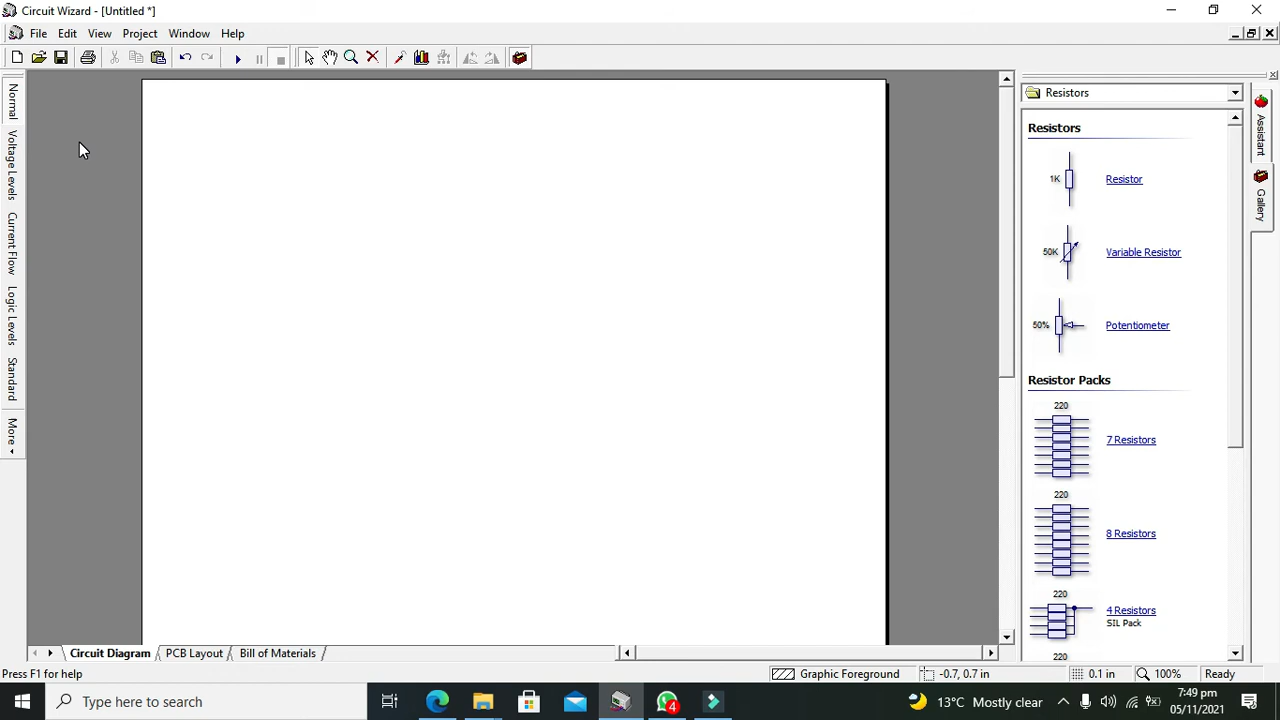 Circuit Wizard - [Untitled *]
File Edit View Project Window Help
Normal
Voltage Levels
Current Flow
Logic Levels
Standard
More
Resistors
Resistors
1K Resistor
50K Variable Resistor
50% Potentiometer
Resistor Packs
220
7 Resistors
220
8 Resistors
220
4 Resistors
SIL Pack
220
Assistant
Gallery
Circuit Diagram PCB Layout Bill of Materials
Press F1 for help Graphic Foreground -0.7, 0.7 in 0.1 in 100% Ready
Type here to search 4 13°C Mostly clear 7:49 pm
05/11/2021